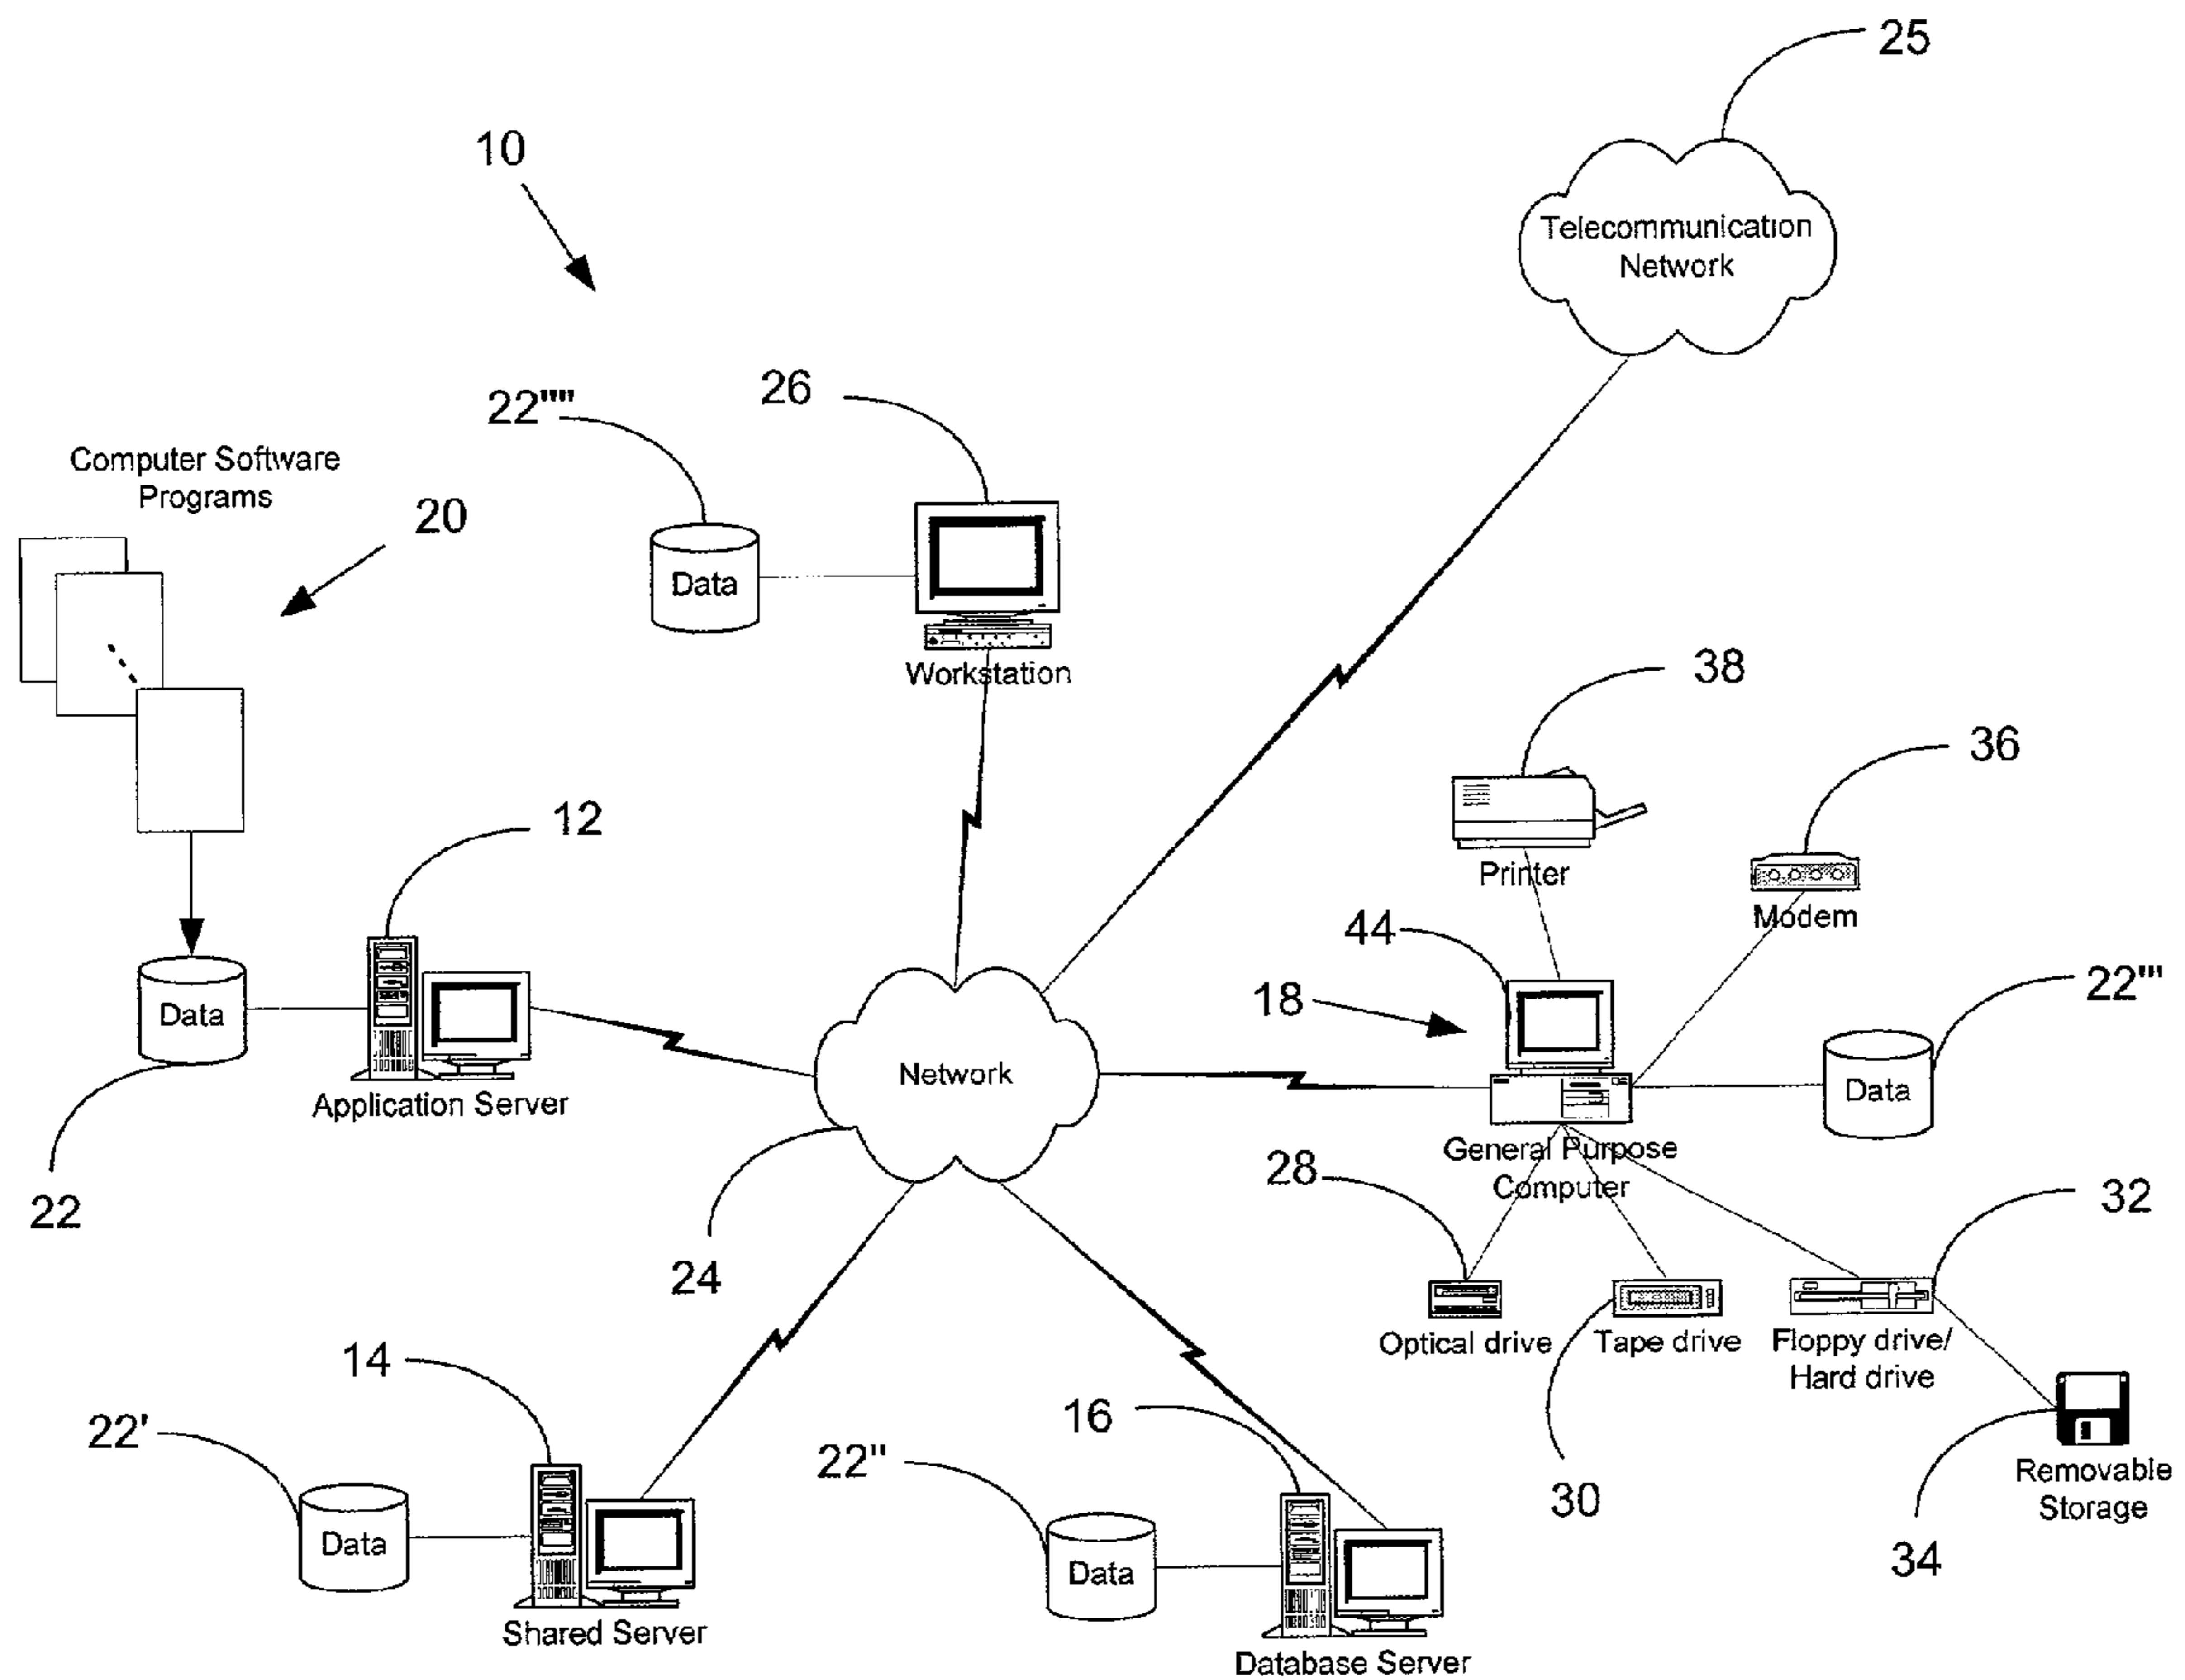 25
10
Telecommunication
Network
26
22''''
Computer Software
Programs
20
Data
Workstation
38
36
12
Printer
Modem
44
22'''
18
Data
Network
Data
Application Server
General Purpose
Computer
28
32
22
24
Optical drive
Tape drive
Floppy drive/
Hard drive
14
16
22'
22"
30
Removable
Storage
34
Data
Data
Shared Server
Database Server